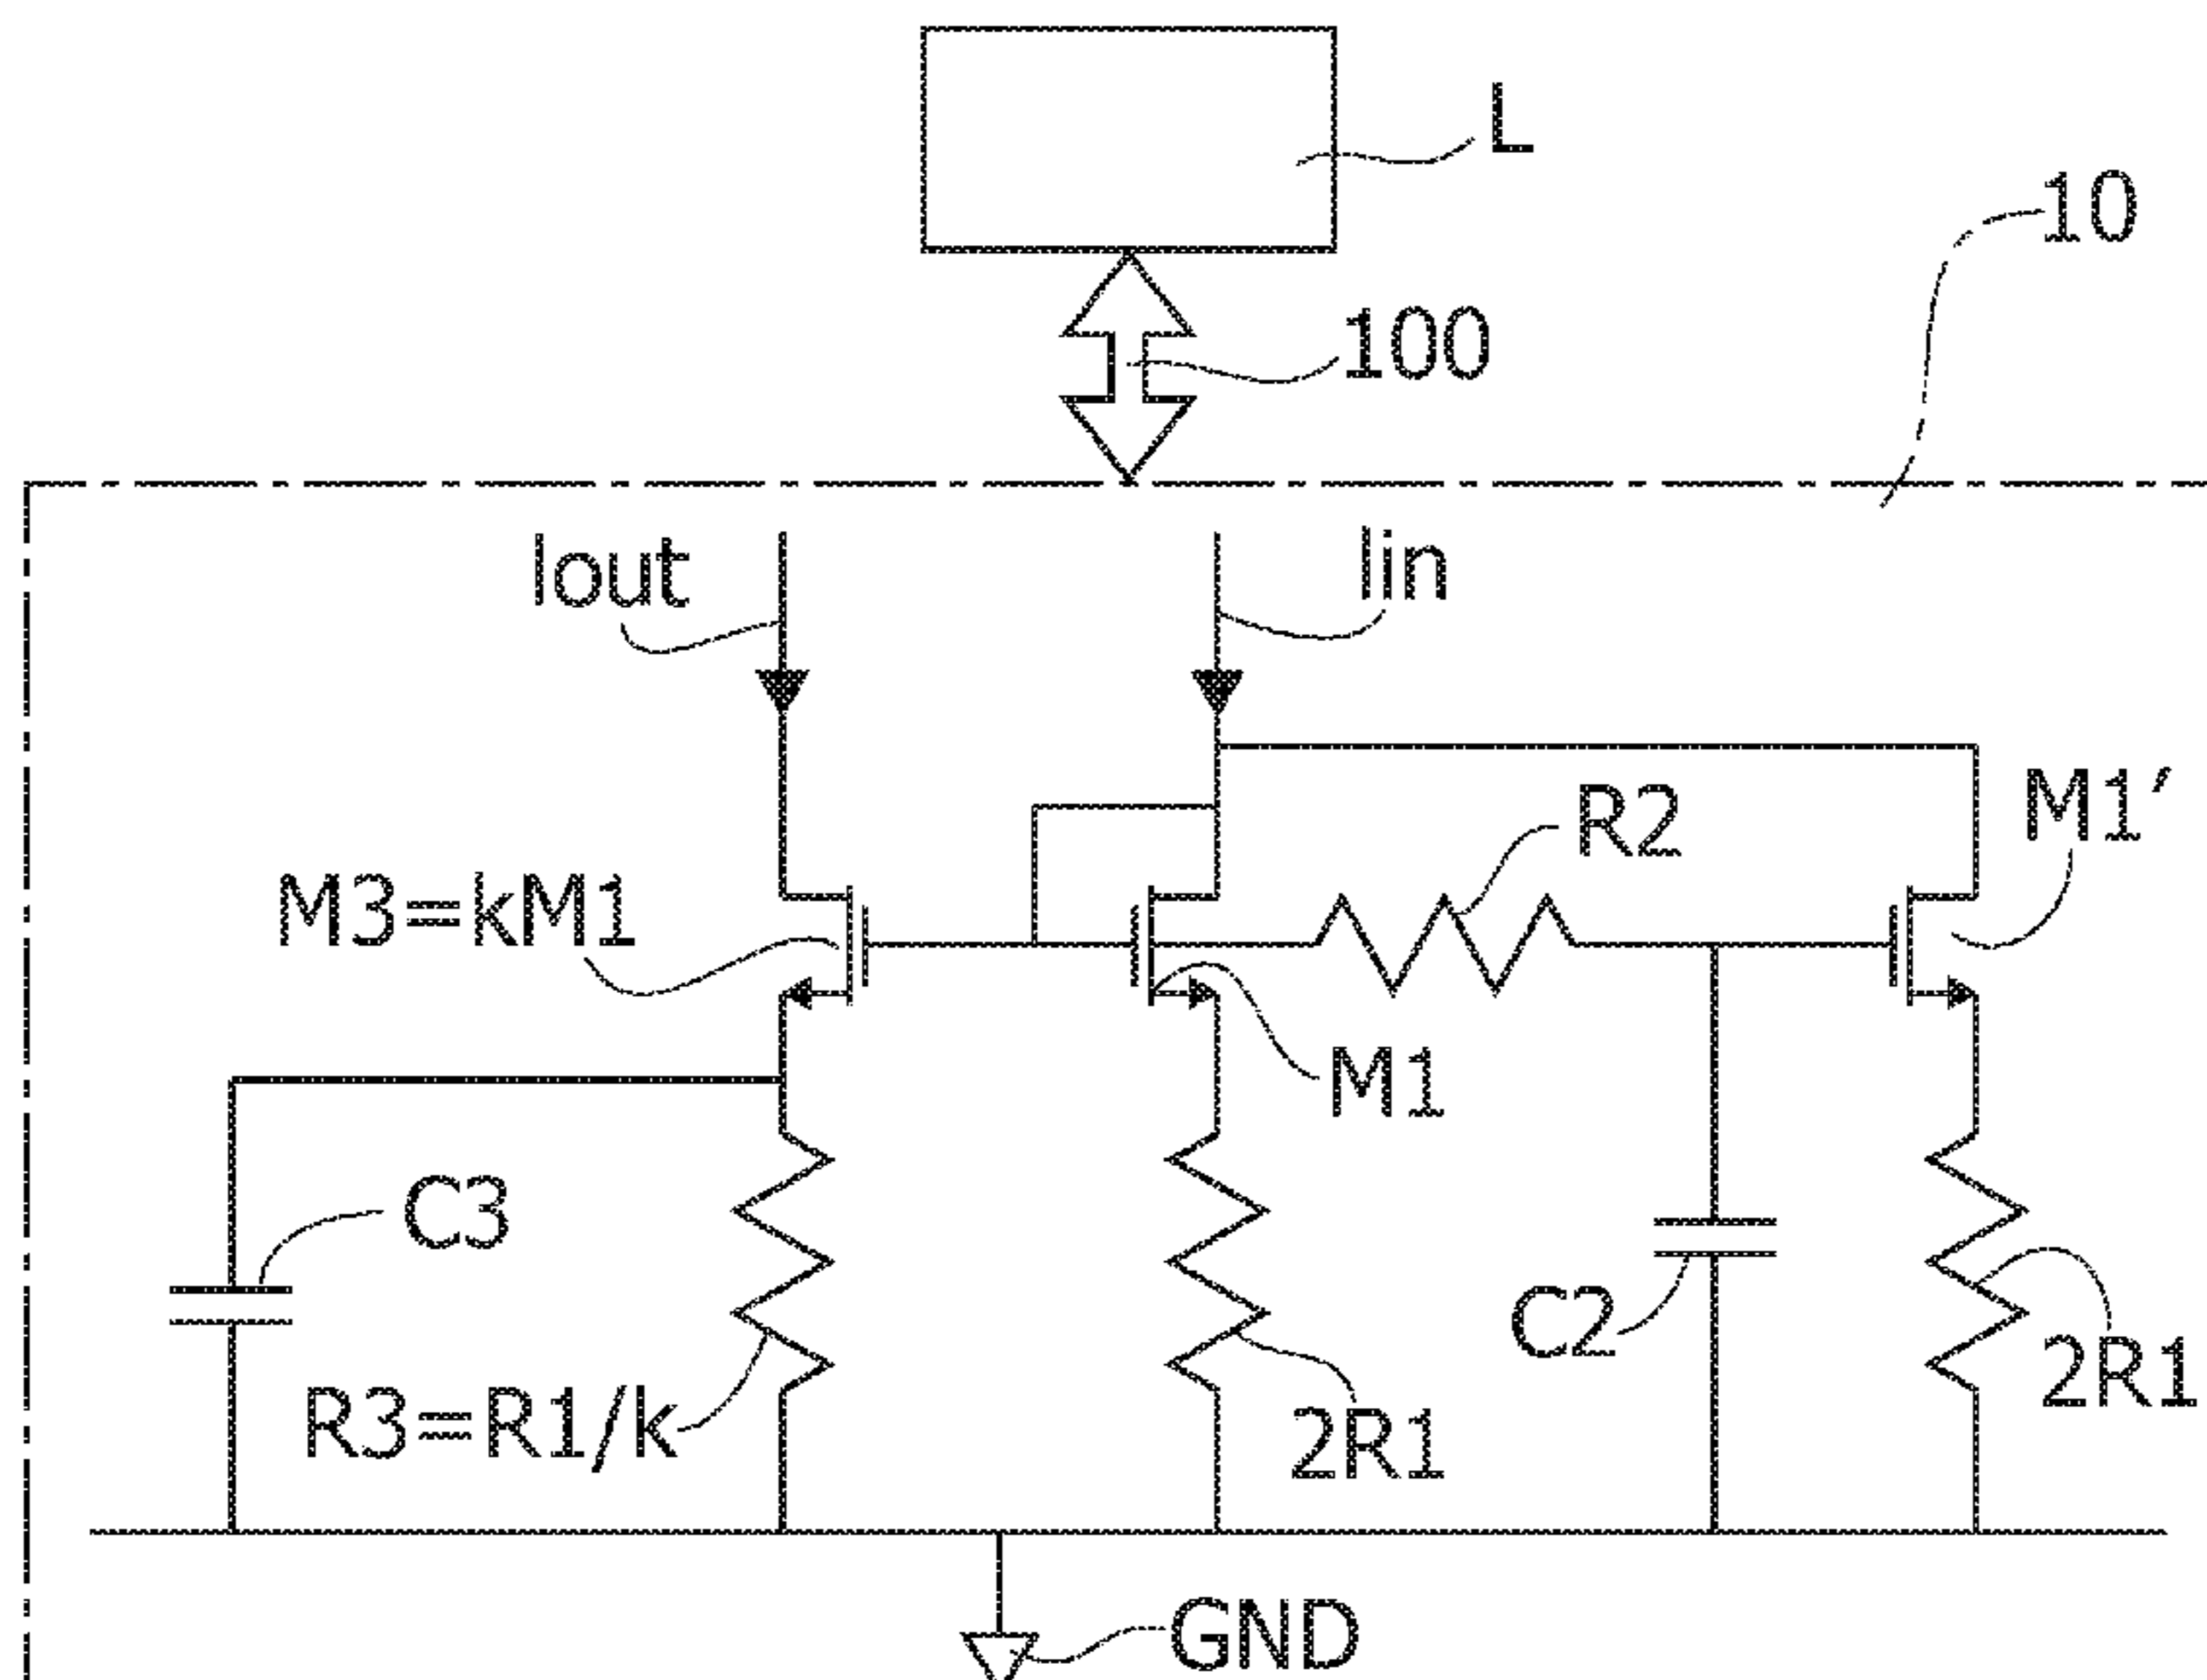 L
10
100
Iout
Iin
M1′
R2
M3=kM1
M1
C3
C2
R3=R1/k
2R1
2R1
GND